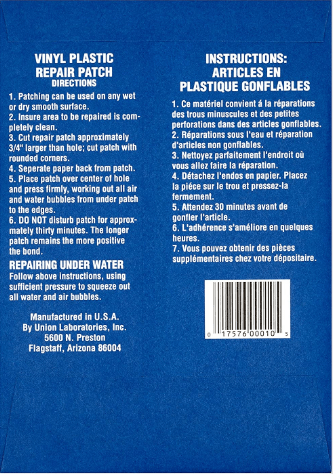 VINYL PLASTIC
REPAIR PATCH
DIRECTIONS
1. Patching can be used on any wet
or dry smooth surface.
2. Insure area to be repaired is com-
pletely clean.
3. Cut repair patch approximately
3/4" larger than hole; cut patch with
rounded corners.
4. Seperate paper back from patch.
5. Place patch over center of hole
and press firmly, working out all air
and water bubbles from under patch
to the edges.
6. DO NOT disturb patch for approx-
mately thirty minutes. The longer
patch remains the more positive
the bond.
REPAIRING UNDER WATER
Follow above instructions, using
sufficient pressure to squeeze out
all water and air bubbles.
Manufactured in U.S.A.
By Union Laboratories, Inc.
5600 N. Preston
Flagstaff, Arizona 86004
INSTRUCTIONS:
ARTICLES EN
PLASTIQUE GONFLABLES
1. Ce matériel convient á la réparations
des trous minuscules et des petites
perforations dans des articles gonflables.
2. Réparations sous l'eau et réparation
d'articles non gonflables.
3. Nettoyez parfaitement l'endroit où
vous allez faire la réparation.
4. Détachez l'endos en papier. Placez
la piéce sur le trou et pressez-la
fermement.
5. Attendez 30 minutes avant de
gonfler l'article.
6. L'adhérence s'améliore en quelques
heures.
7. Vous pouvez obtenir des pièces
supplémentaires chez votre dépositaire.
0 17576 00010 5